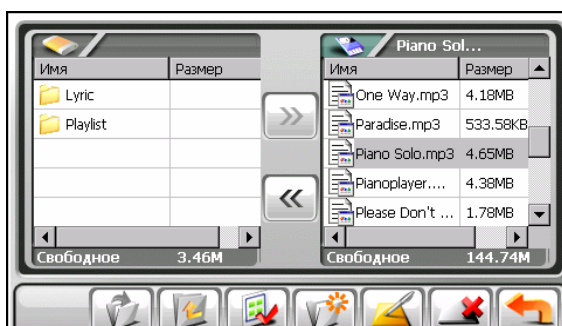 Piano Sol...
Имя Размер
Lyric
Playlist
Свободное 3.46M
Имя Размер
One Way.mp3 4.18MB
Paradise.mp3 533.58KB
Piano Solo.mp3 4.65MB
Pianoplayer.... 4.38MB
Please Don't ... 1.78MB
Свободное 144.74M